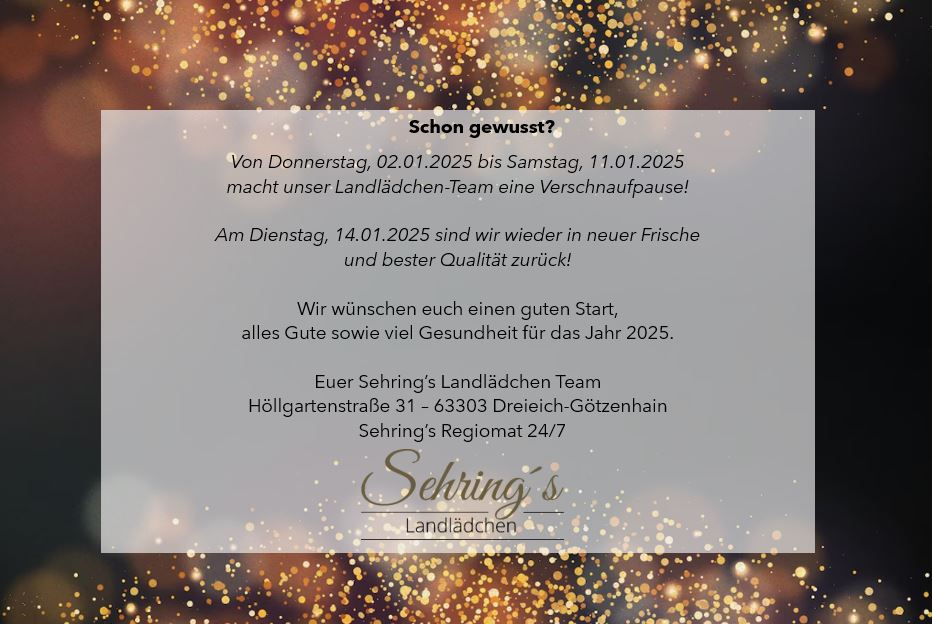 Schon gewusst?
Von Donnerstag, 02.01.2025 bis Samstag, 11.01.2025
macht unser Landlädchen-Team eine Verschnaufpause!
Am Dienstag, 14.01.2025 sind wir wieder in neuer Frische
und bester Qualität zurück!
Wir wünschen euch einen guten Start,
alles Gute sowie viel Gesundheit für das Jahr 2025.
Euer Sehring’s Landlädchen Team
Höllgartenstraße 31 – 63303 Dreieich-Götzenhain
Sehring’s Regiomat 24/7
Sehring´s
Landlädchen